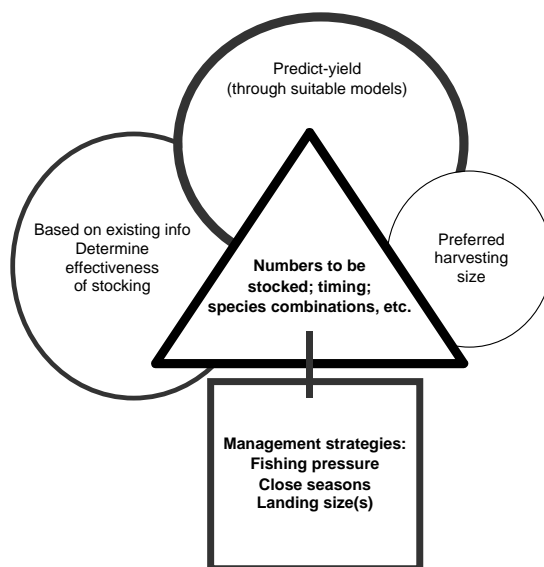 Predict-yield
(through suitable models)
Based on existing info
Determine
effectiveness
of stocking
Preferred
harvesting
size
Numbers to be
stocked; timing;
species combinations, etc.
Management strategies:
Fishing pressure
Close seasons
Landing size(s)